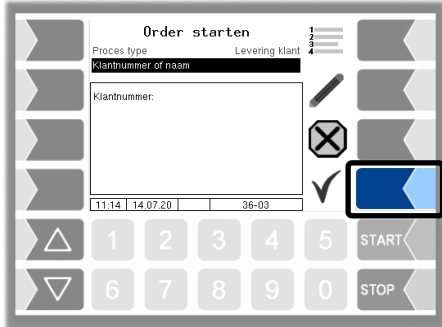 Order starten
Proces type Levering klant
Klantnummer of naam
Klantnummer:
11:14 14.07.20 36-03
1
2
3
4
1 2 3 4 5 START
6 7 8 9 0 STOP